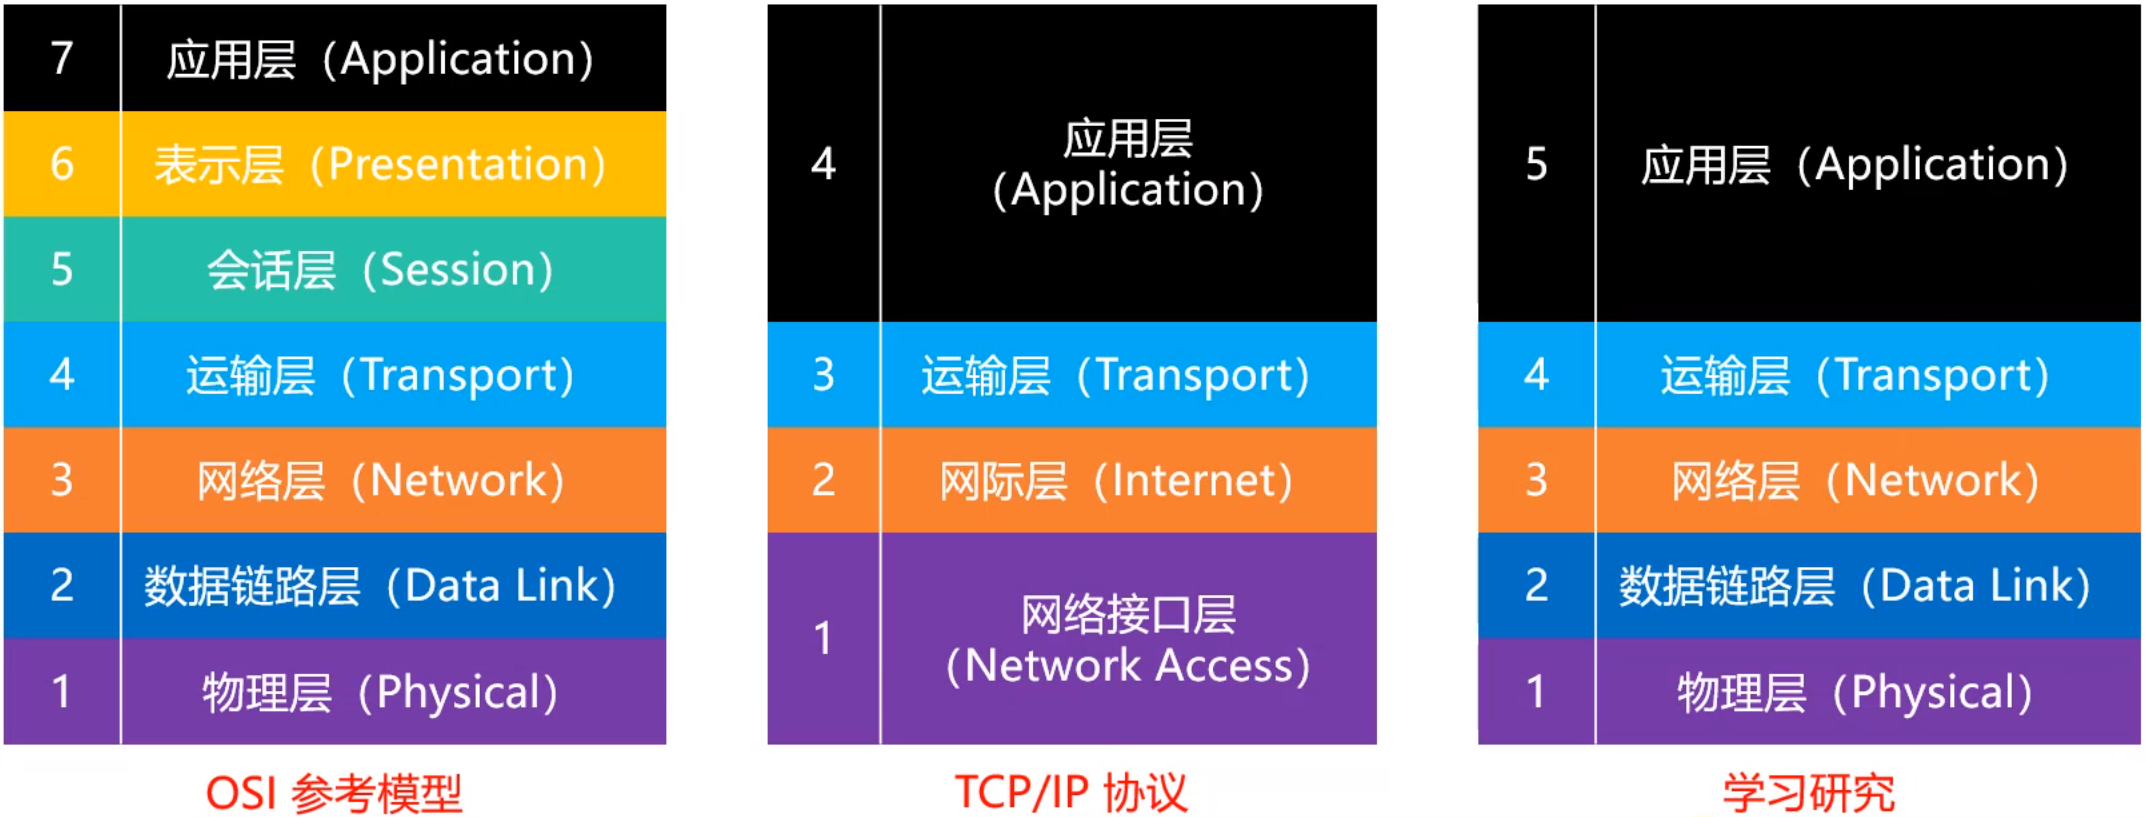 7 应用层（Application）
6 表示层（Presentation）
5 会话层（Session）
4 运输层（Transport）
3 网络层（Network）
2 数据链路层（Data Link）
1 物理层（Physical）
OSI 参考模型
4 应用层
（Application）
3 运输层（Transport）
2 网际层（Internet）
1 网络接口层
（Network Access）
TCP/IP 协议
5 应用层（Application）
4 运输层（Transport）
3 网络层（Network）
2 数据链路层（Data Link）
1 物理层（Physical）
学习研究